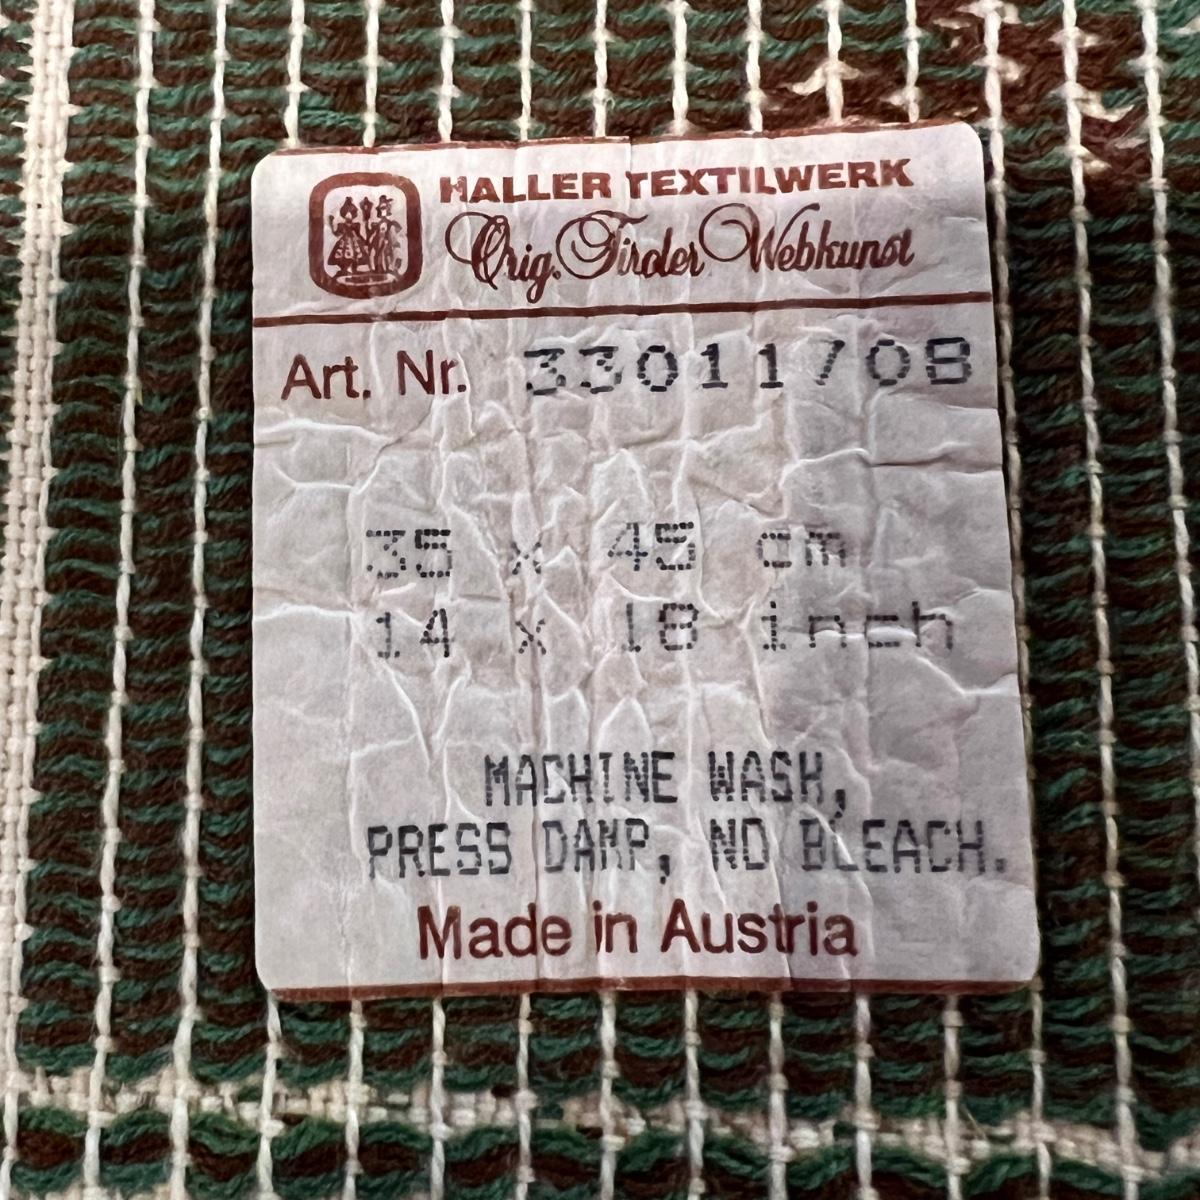 HALLER TEXTILWERK
Orig. Tiroler Webkunst
Art. Nr. 33011708
35 x 45 cm
14 x 18 inch
MACHINE WASH,
PRESS DAMP, NO BLEACH.
Made in Austria